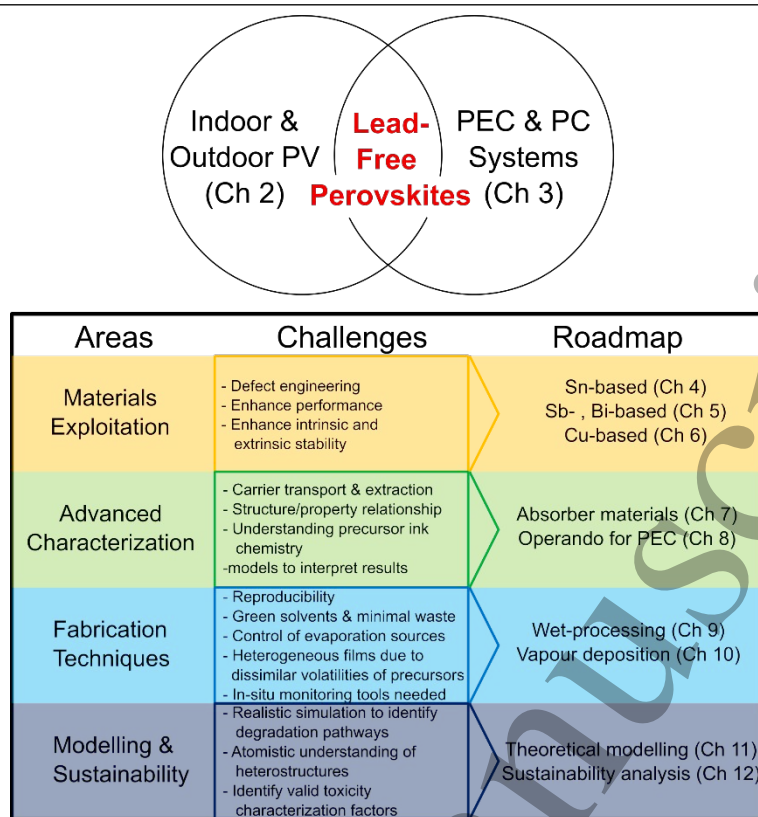 Indoor &
Outdoor PV
(Ch 2)
Lead-
Free
Perovskites
PEC & PC
Systems
(Ch 3)
Areas
Challenges
Roadmap
Materials
Exploitation
- Defect engineering
- Enhance performance
- Enhance intrinsic and
extrinsic stability
Sn-based (Ch 4)
Sb- , Bi-based (Ch 5)
Cu-based (Ch 6)
Advanced
Characterization
- Carrier transport & extraction
- Structure/property relationship
- Understanding precursor ink
chemistry
-models to interpret results
Absorber materials (Ch 7)
Operando for PEC (Ch 8)
Fabrication
Techniques
- Reproducibility
- Green solvents & minimal waste
- Control of evaporation sources
- Heterogeneous films due to
dissimilar volatilities of precursors
- In-situ monitoring tools needed
Wet-processing (Ch 9)
Vapour deposition (Ch 10)
Modelling &
Sustainability
- Realistic simulation to identify
degradation pathways
- Atomistic understanding of
heterostructures
- Identify valid toxicity
characterization factors
Theoretical modelling (Ch 11)
Sustainability analysis (Ch 12)